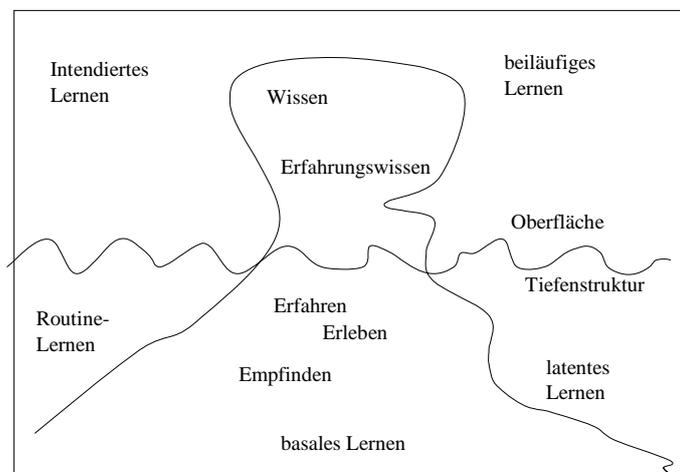 Intendiertes
Lernen
beiläufiges
Lernen
Wissen
Erfahrungswissen
Oberfläche
Tiefenstruktur
Routine-
Lernen
Erfahren
Erleben
Empfinden
latentes
Lernen
basales Lernen